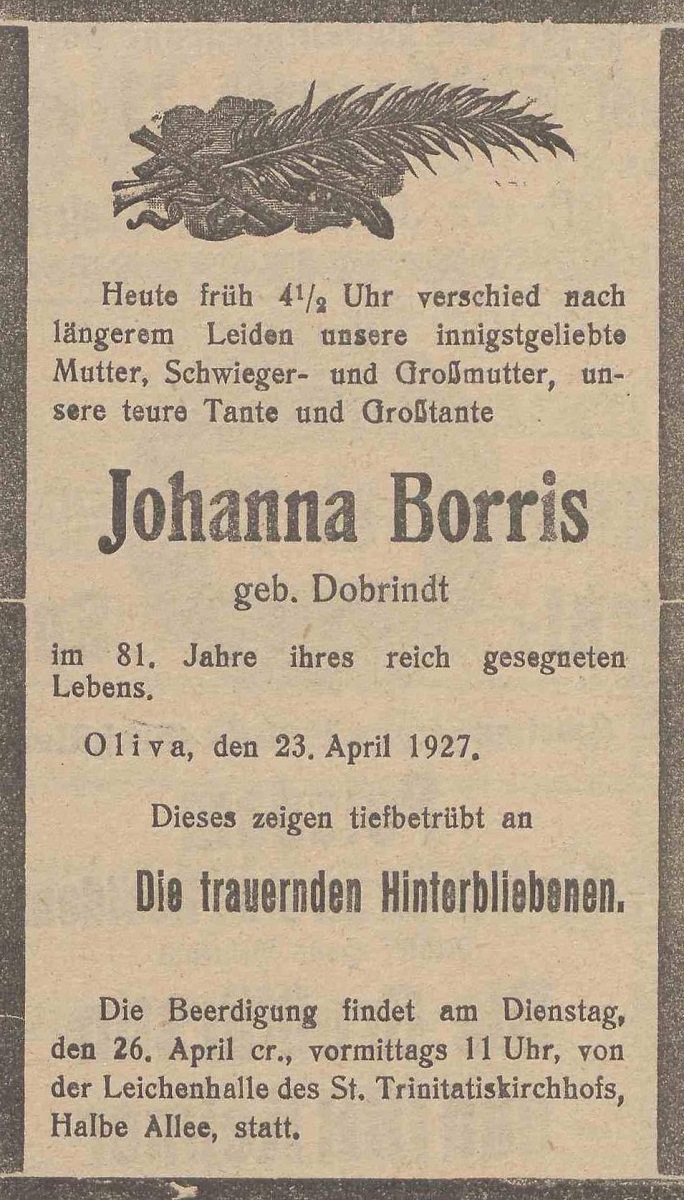 Heute früh 4½ Uhr verschied nach
längerem Leiden unsere innigstgeliebte
Mutter, Schwieger- und Großmutter, un-
sere teure Tante und Großtante
Johanna Borris
geb. Dobrindt
im 81. Jahre ihres reich gesegneten
Lebens.
Oliva, den 23. April 1927.
Dieses zeigen tiefbetrübt an
Die trauernden Hinterbliebenen.
Die Beerdigung findet am Dienstag,
den 26. April cr., vormittags 11 Uhr, von
der Leichenhalle des St. Trinitatiskirchhofs,
Halbe Allee, statt.